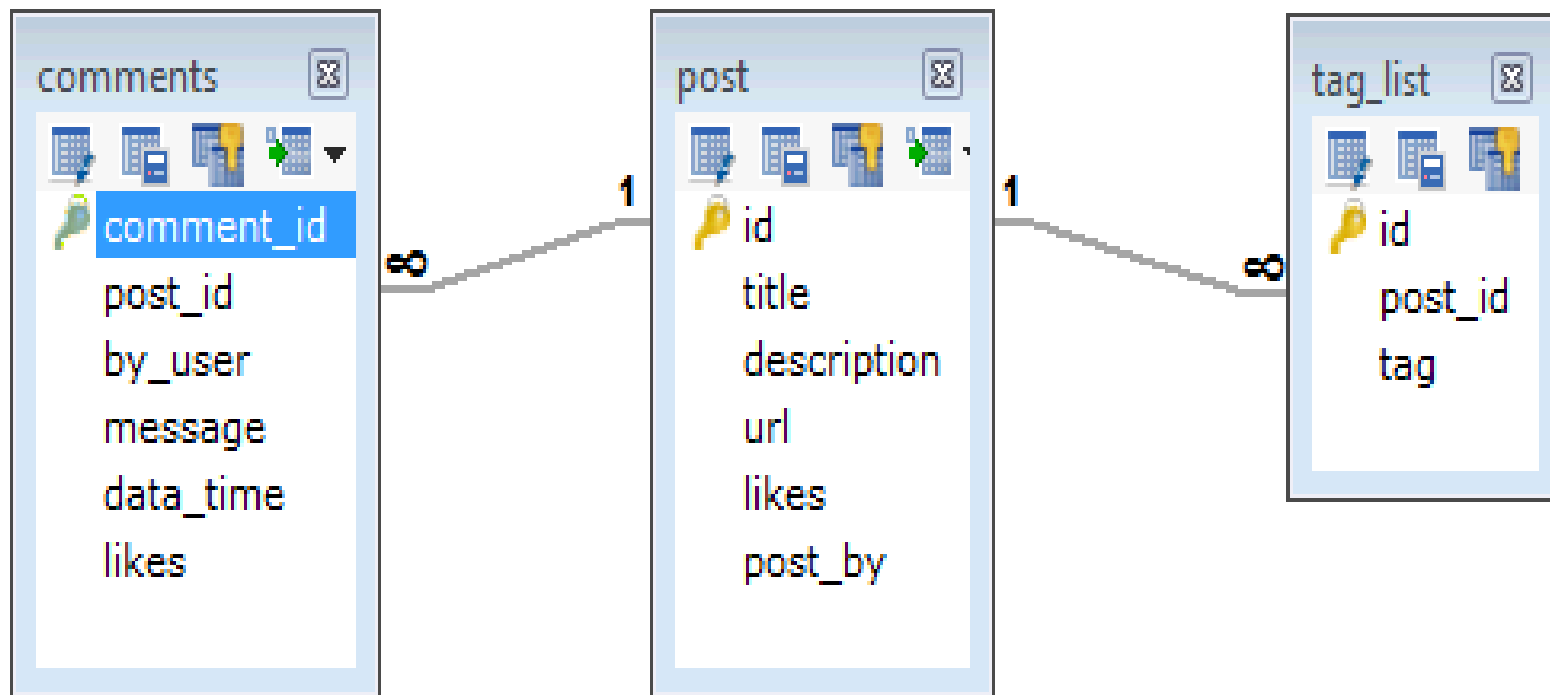 comments
comment_id
post_id
by_user
message
data_time
likes
∞
1
post
id
title
description
url
likes
post_by
1
∞
tag_list
id
post_id
tag